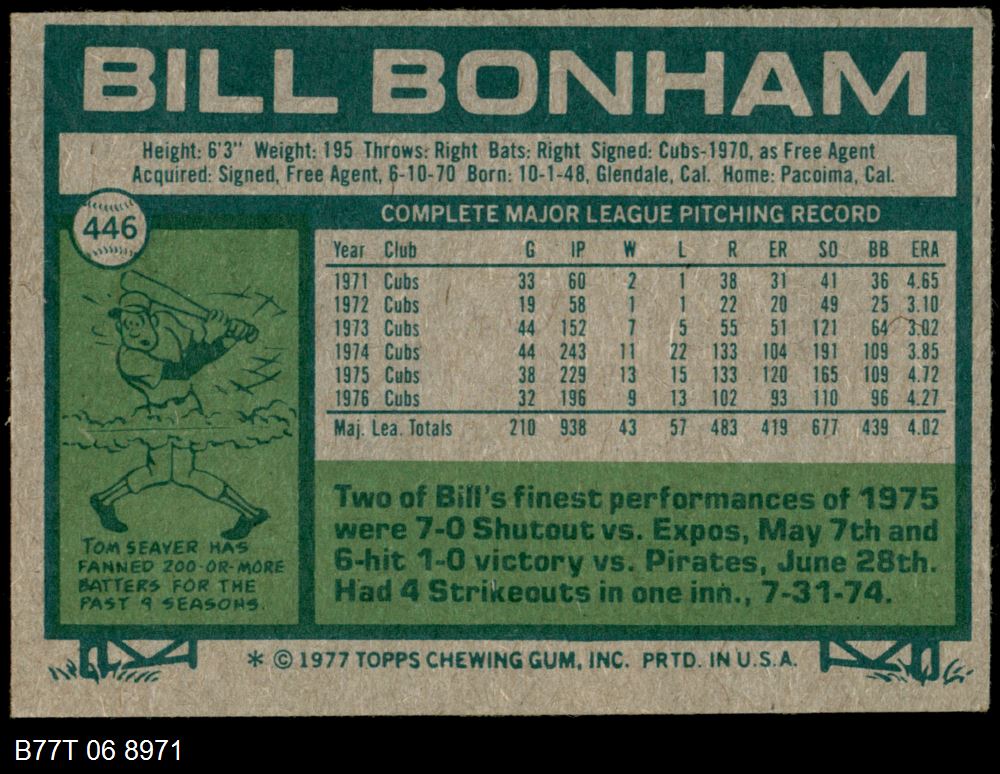 BILL BONHAM
Height: 6'3" Weight: 195 Throws: Right Bats: Right Signed: Cubs-1970, as Free Agent
Acquired: Signed, Free Agent, 6-10-70 Born: 10-1-48, Glendale, Cal. Home: Pacoima, Cal.
446
COMPLETE MAJOR LEAGUE PITCHING RECORD
Year Club G IP W L R ER SO BB ERA
1971 Cubs 33 60 2 1 38 31 41 36 4.65
1972 Cubs 19 58 1 1 22 20 49 25 3.10
1973 Cubs 44 152 7 5 55 51 121 64 3.02
1974 Cubs 44 243 11 22 133 104 191 109 3.85
1975 Cubs 38 229 13 15 133 120 165 109 4.72
1976 Cubs 32 196 9 13 102 93 110 96 4.27
Maj. Lea. Totals 210 938 43 57 483 419 677 439 4.02
TOM SEAVER HAS
FANNED 200-OR-MORE
BATTERS FOR THE
PAST 9 SEASONS.
Two of Bill's finest performances of 1975
were 7-0 Shutout vs. Expos, May 7th and
6-hit 1-0 victory vs. Pirates, June 28th.
Had 4 Strikeouts in one inn., 7-31-74.
* © 1977 TOPPS CHEWING GUM, INC. PRTD. IN U.S.A.
B77T 06 8971